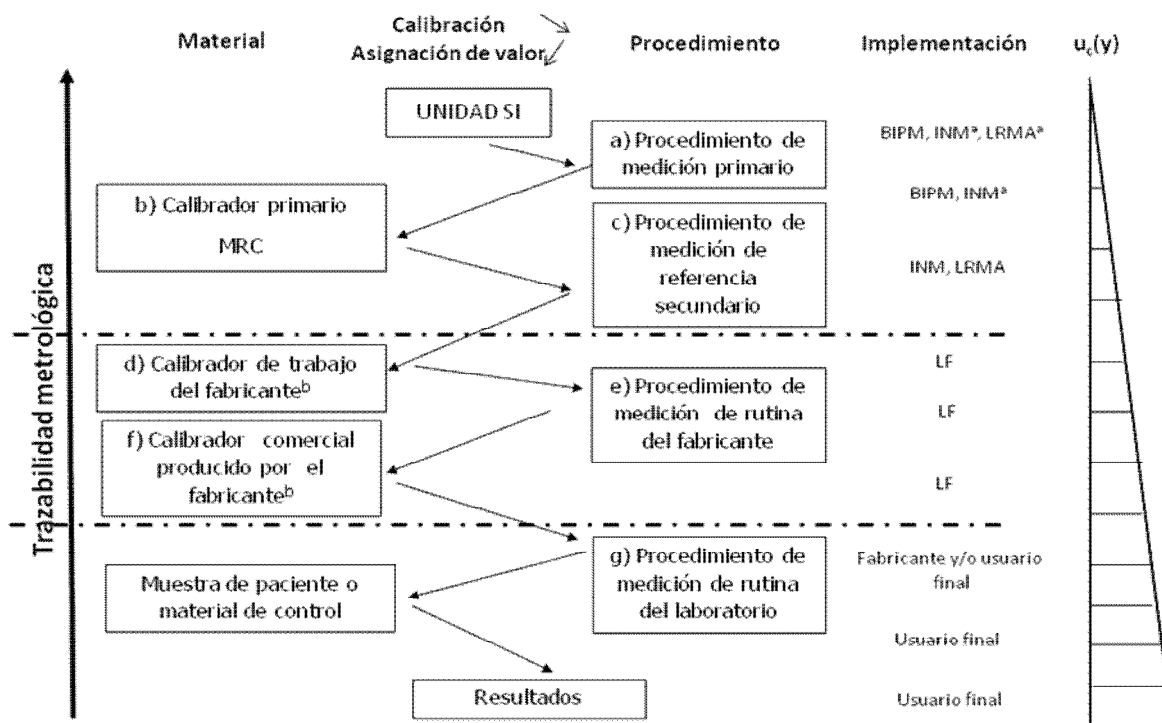 Material
Calibración
Asignación de valor
Procedimiento
Implementación
u_c(y)
Trazabilidad metrológica
UNIDAD SI
a) Procedimiento de
medición primario
BIPM, INMª, LRMAª
b) Calibrador primario
MRC
BIPM, INMª
c) Procedimiento de
medición de
referencia
secundario
INM, LRMA
d) Calibrador de trabajo
del fabricanteᵇ
LF
e) Procedimiento de
medición de rutina
del fabricante
LF
f) Calibrador comercial
producido por el
fabricanteᵇ
LF
g) Procedimiento de
medición de rutina
del laboratorio
Fabricante y/o usuario
final
Muestra de paciente o
material de control
Usuario final
Resultados
Usuario final